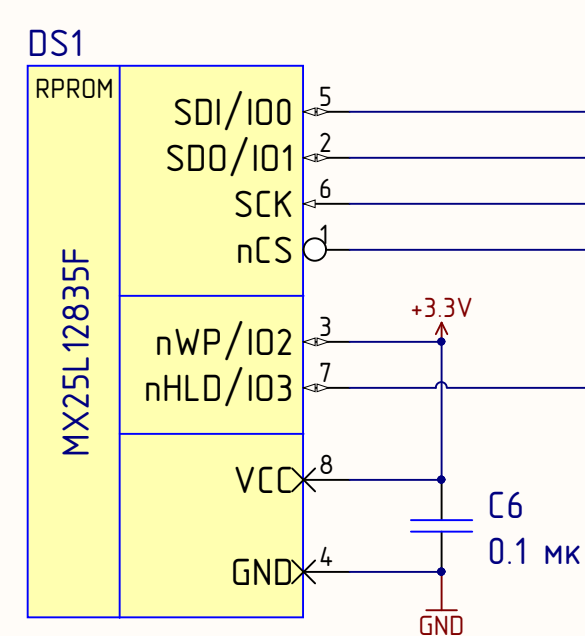 DS1
RPROM
MX25L12835F
SDI/IO0 5
SDO/IO1 2
SCK 6
nCS 1
+3.3V
nWP/IO2 3
nHLD/IO3 7
VCC 8
C6
0.1 мк
GND 4
GND